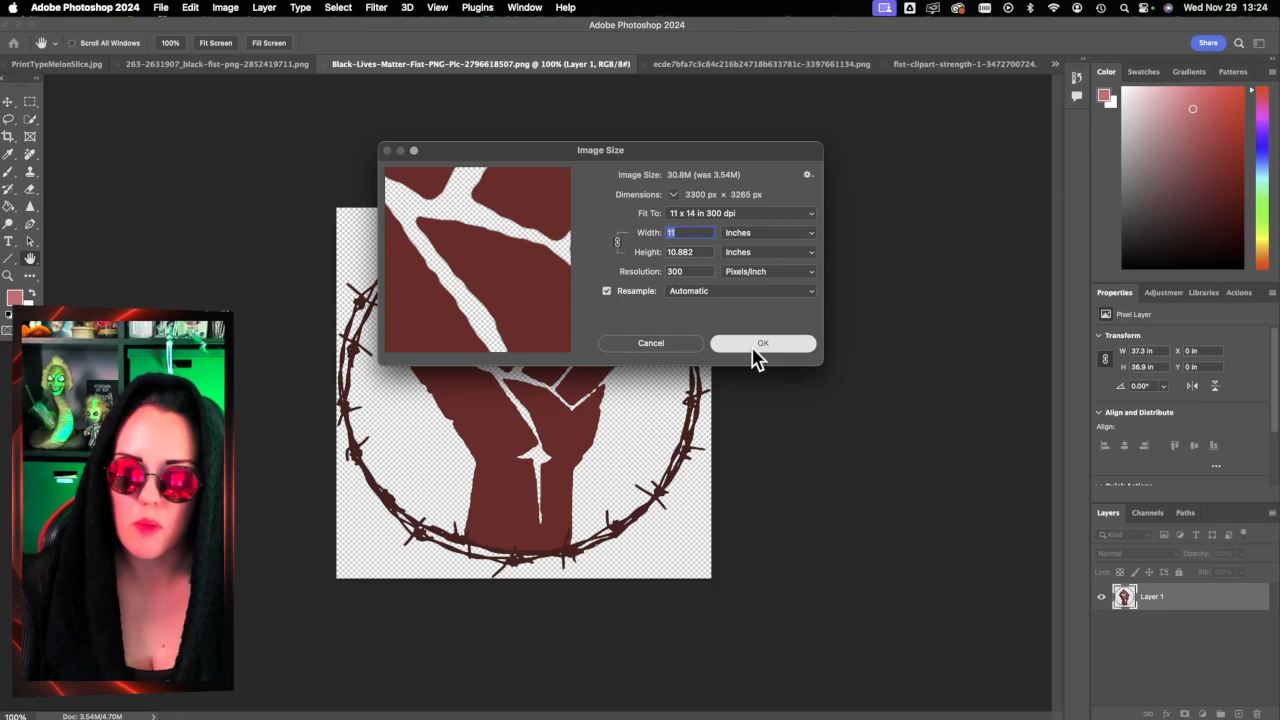 Photoshop 2024 File Edit Image Layer Type Select Filter 3D View Plugins Window Help Wed Nov 29 13:24
Adobe Photoshop 2024
Scroll All Windows 100% Fit Screen Fill Screen Share
PrintTypeMelonSlice.jpg × 263-2631907_black-fist-png-2852419711.png × Black-Lives-Matter-Fist-PNG-Pic-2796618507.png @ 100% (Layer 1, RGB/8#) × ecde7bfa7c3c84c216b24718b633781c-3397661134.png × fist-clipart-strength-1-3472700724.
Color Swatches Gradients Patterns
Image Size
Image Size: 30.8M (was 3.54M)
Dimensions: 3300 px × 3265 px
Fit To: 11 x 14 in 300 dpi
Width: 11 Inches
Height: 10.882 Inches
Resolution: 300 Pixels/Inch
Resample: Automatic
Cancel OK
Properties Adjustmen Libraries Actions
Pixel Layer
Transform
W 37.3 in X 0 in
H 36.9 in Y 0 in
0.00°
Align and Distribute
Align:
Layers Channels Paths
Kind
Normal Opacity: 100%
Lock: Fill: 100%
Layer 1
100% Doc: 3.54M/4.70M